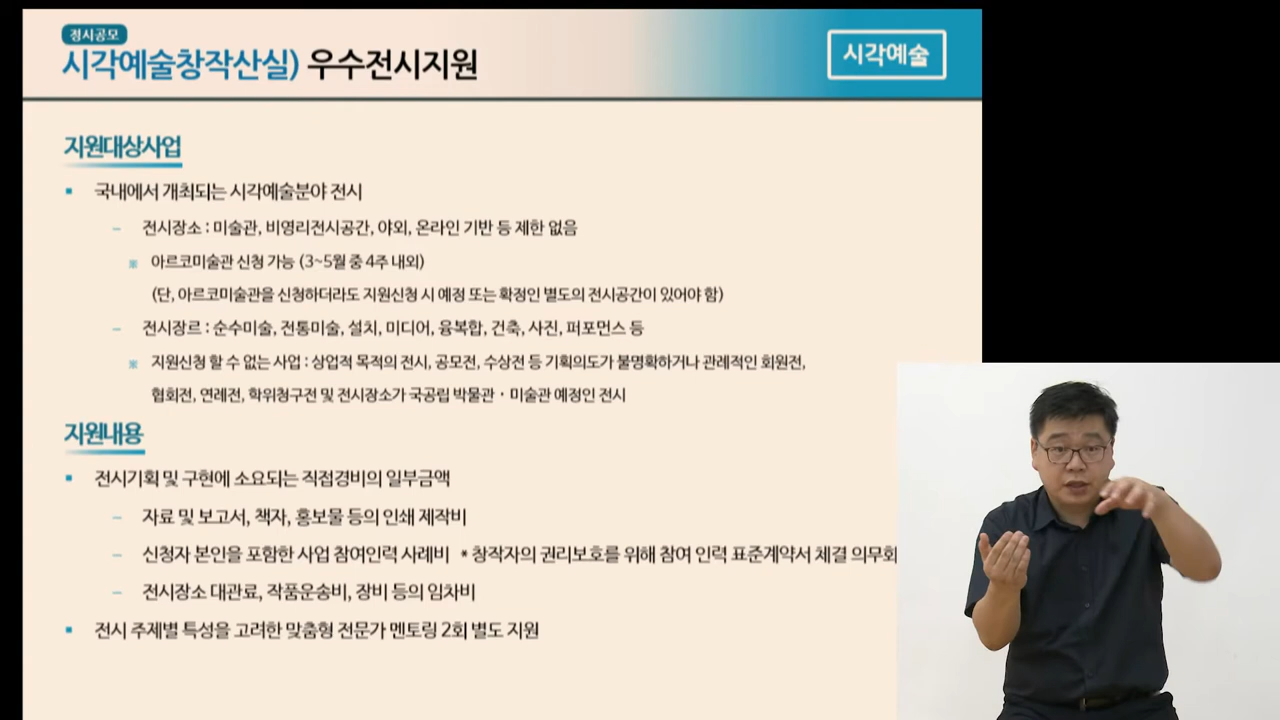 정시공모
시각예술창작산실) 우수전시지원
시각예술
지원대상사업
▪ 국내에서 개최되는 시각예술분야 전시
– 전시장소 : 미술관, 비영리전시공간, 야외, 온라인 기반 등 제한 없음
※ 아르코미술관 신청 가능 (3~5월 중 4주 내외)
(단, 아르코미술관을 신청하더라도 지원신청 시 예정 또는 확정인 별도의 전시공간이 있어야 함)
– 전시장르 : 순수미술, 전통미술, 설치, 미디어, 융복합, 건축, 사진, 퍼포먼스 등
※ 지원신청 할 수 없는 사업 : 상업적 목적의 전시, 공모전, 수상전 등 기획의도가 불명확하거나 관례적인 회원전,
협회전, 연례전, 학위청구전 및 전시장소가 국공립 박물관 · 미술관 예정인 전시
지원내용
▪ 전시기획 및 구현에 소요되는 직접경비의 일부금액
– 자료 및 보고서, 책자, 홍보물 등의 인쇄 제작비
– 신청자 본인을 포함한 사업 참여인력 사례비 * 창작자의 권리보호를 위해 참여 인력 표준계약서 체결 의무화
– 전시장소 대관료, 작품운송비, 장비 등의 임차비
▪ 전시 주제별 특성을 고려한 맞춤형 전문가 멘토링 2회 별도 지원